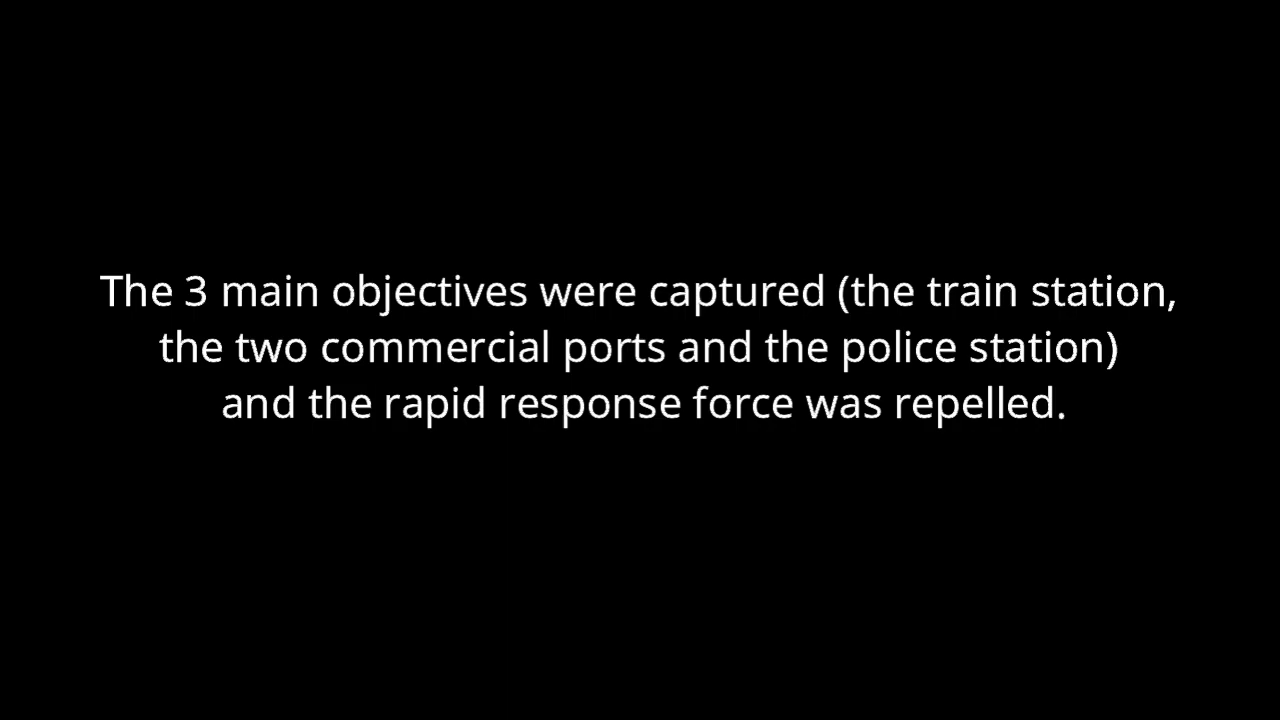 The 3 main objectives were captured (the train station,
the two commercial ports and the police station)
and the rapid response force was repelled.